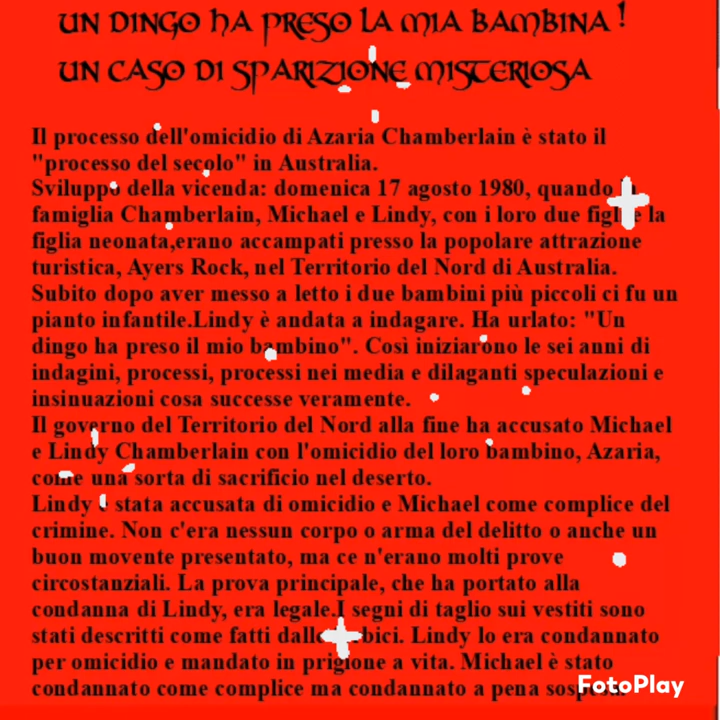 UN DINGO HA PRESO LA MIA BAMBINA !
UN CASO DI SPARIZIONE MISTERIOSA
Il processo dell'omicidio di Azaria Chamberlain è stato il
"processo del secolo" in Australia.
Sviluppo della vicenda: domenica 17 agosto 1980, quando
famiglia Chamberlain, Michael e Lindy, con i loro due la
figlia neonata,erano accampati presso la popolare attrazione
turistica, Ayers Rock, nel Territorio del Nord di Australia.
Subito dopo aver messo a letto i due bambini più piccoli ci fu un
pianto infantile.Lindy è andata a indagare. Ha urlato: "Un
dingo ha preso il mio bambino". Così iniziarono le sei anni di
indagini, processi, processi nei media e dilaganti speculazioni e
insinuazioni cosa successe veramente.
Il governo del Territorio del Nord alla fine ha accusato Michael
e Lindy Chamberlain con l'omicidio del loro bambino, Azaria,
come una sorta di sacrificio nel deserto.
Lindy è stata accusata di omicidio e Michael come complice del
crimine. Non c'era nessun corpo o arma del delitto o anche un
buon movente presentato, ma ce n'erano molti prove
circostanziali. La prova principale, che ha portato alla
condanna di Lindy, era legale.I segni di taglio sui vestiti sono
stati descritti come fatti Lindy lo era condannato
per omicidio e mandato in prigione a vita. Michael è stato
condannato come complice ma condannato a pena
FotoPlay